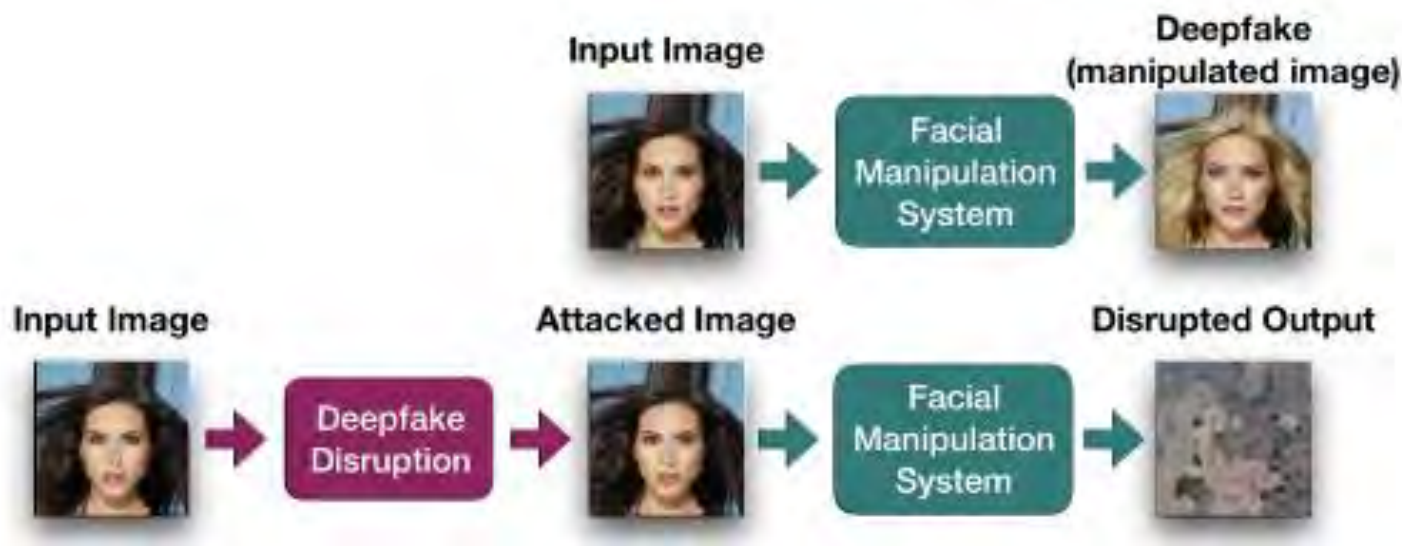 Input Image
Deepfake
(manipulated image)
Facial
Manipulation
System
Input Image
Attacked Image
Disrupted Output
Deepfake
Disruption
Facial
Manipulation
System